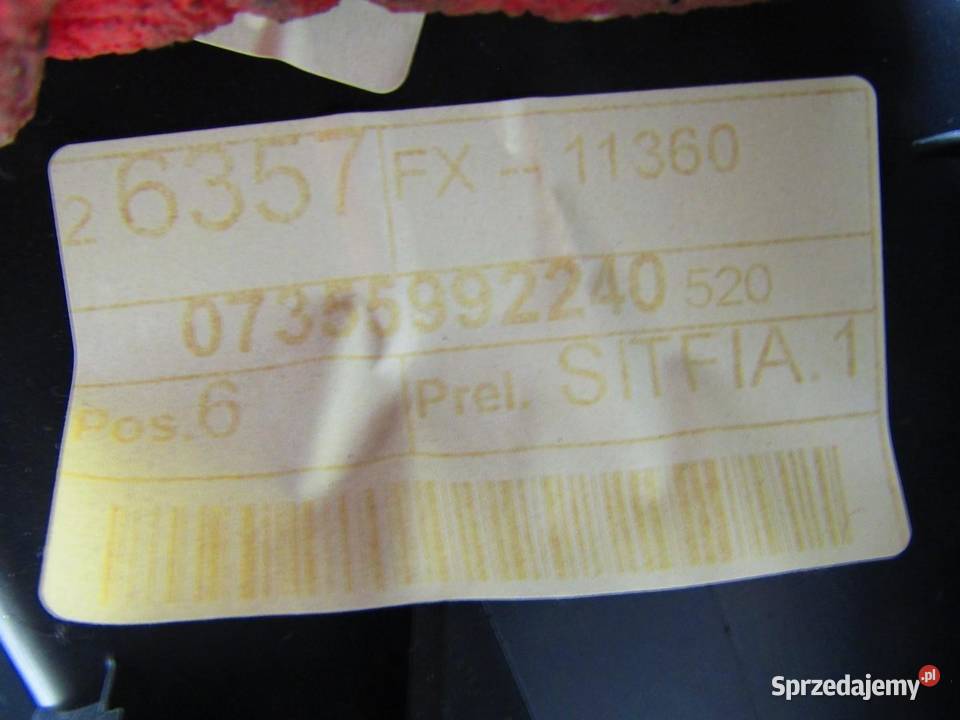 2 6357 FX -- 11360
07355992240 520
Pos. 6 Prel. SITFIA.1
Sprzedajemy.pl